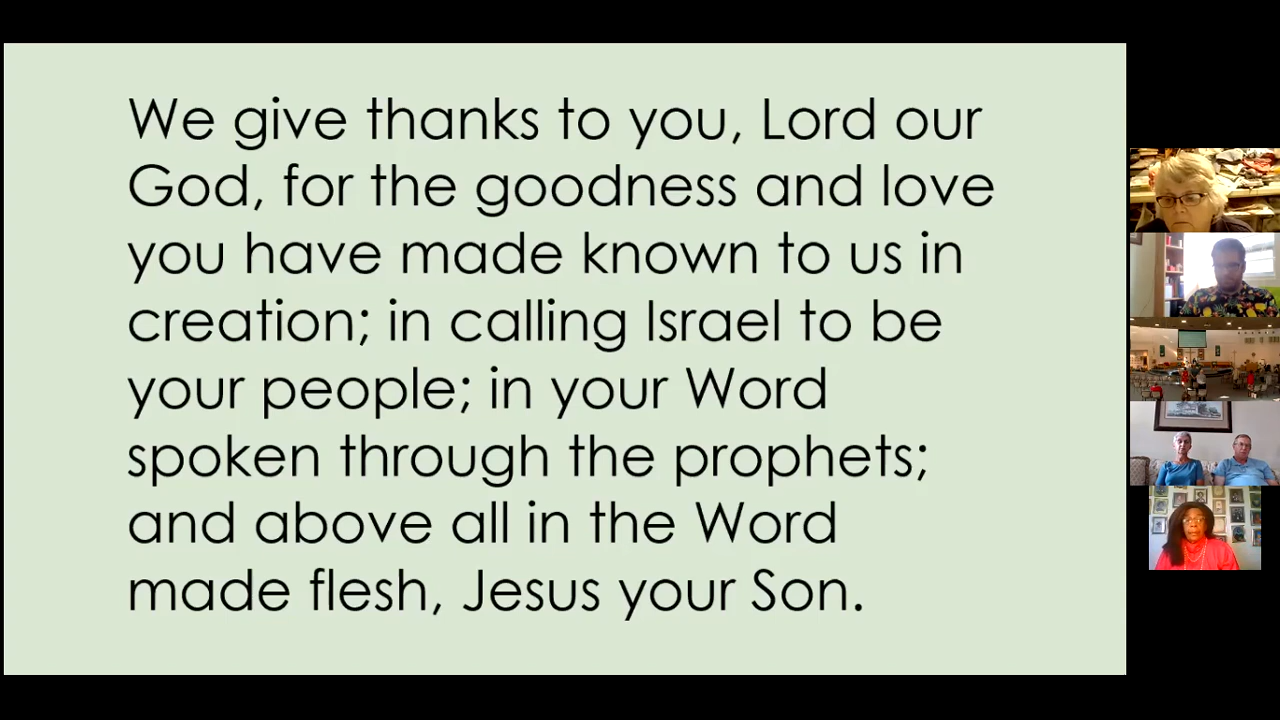 We give thanks to you, Lord our
God, for the goodness and love
you have made known to us in
creation; in calling Israel to be
your people; in your Word
spoken through the prophets;
and above all in the Word
made flesh, Jesus your Son.